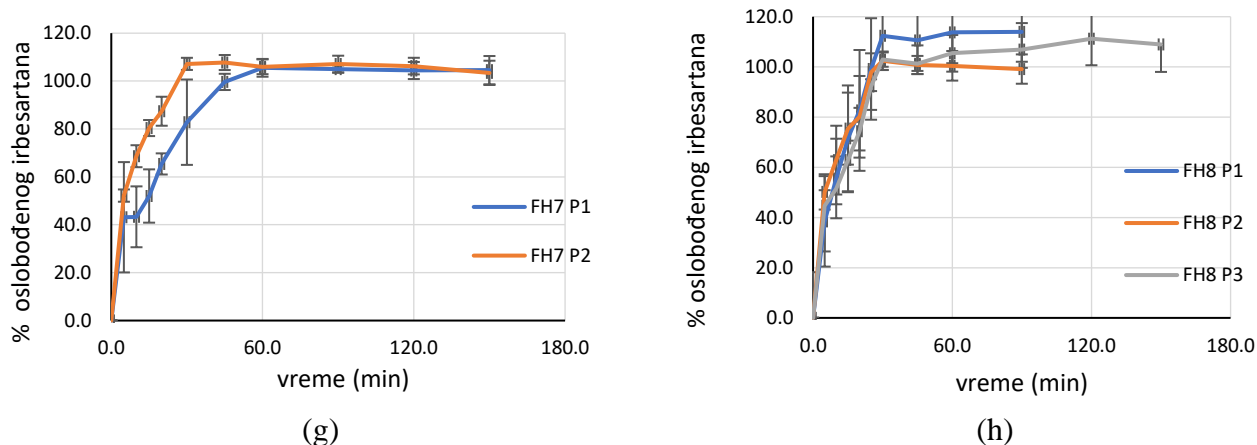 % oslobođenog irbesartana
120.0
100.0
80.0
60.0
40.0
20.0
0.0
0.0 60.0 120.0 180.0
vreme (min)
FH7 P1
FH7 P2
(g)
% oslobođenog irbesartana
120.0
100.0
80.0
60.0
40.0
20.0
0.0
0.0 60.0 120.0 180.0
vreme (min)
FH8 P1
FH8 P2
FH8 P3
(h)